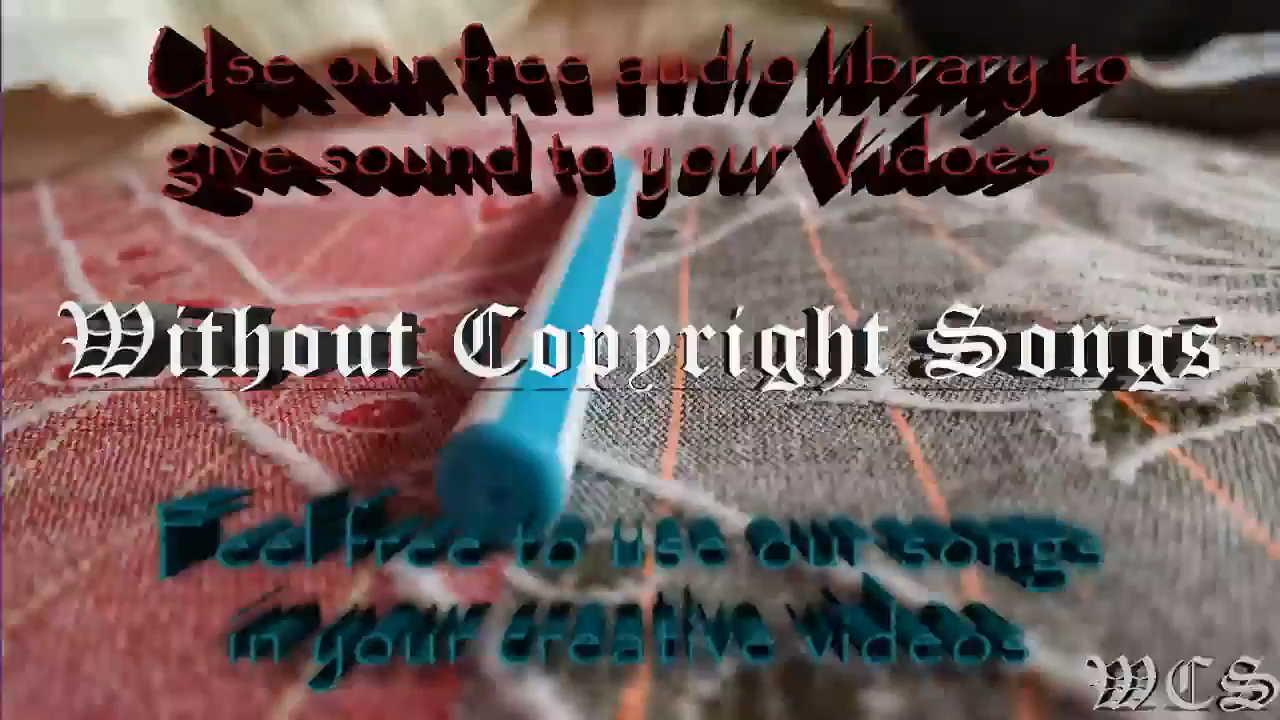 Use our free audio library to
give sound to your Vidoes
Without Copyright Songs
Feel free to use our songs
in your creative videos
WCS